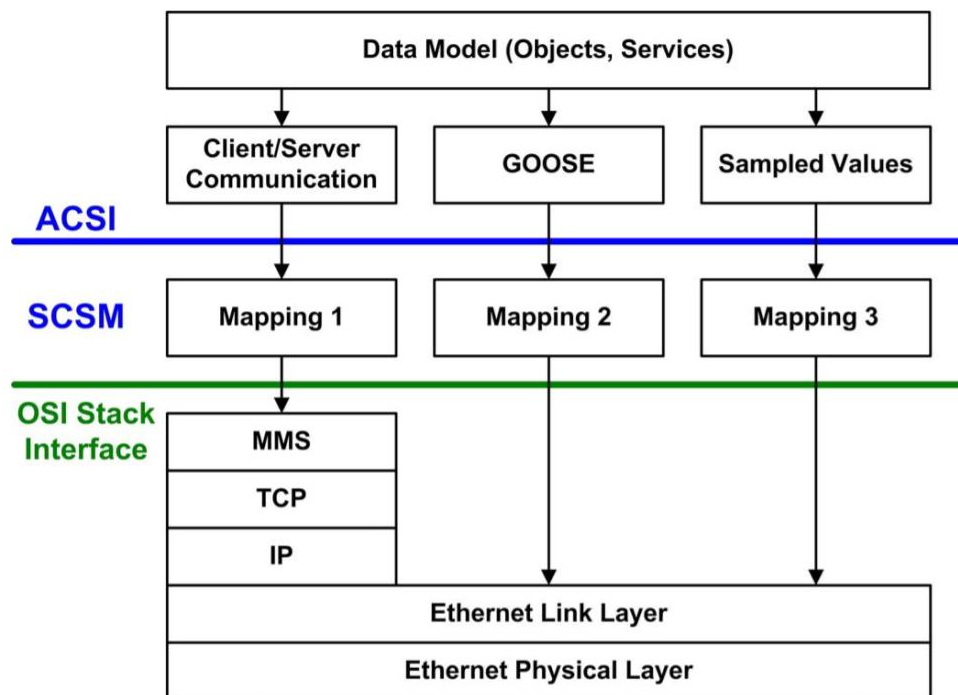 Data Model (Objects, Services)
Client/Server
Communication
GOOSE
Sampled Values
ACSI
SCSM
Mapping 1
Mapping 2
Mapping 3
OSI Stack
Interface
MMS
TCP
IP
Ethernet Link Layer
Ethernet Physical Layer